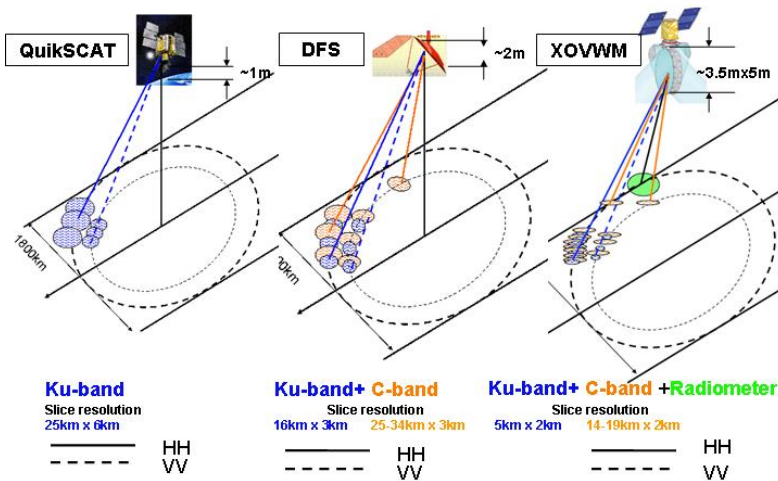 QuikSCAT
~1m
1800km
Ku-band
Slice resolution
25km x 6km
HH
VV
DFS
~2m
00km
Ku-band+ C-band
Slice resolution
16km x 3km 25-34km x 3km
HH
VV
XOVWM
~3.5mx5m
Ku-band+ C-band +Radiometer
Slice resolution
5km x 2km 14-19km x 2km
HH
VV